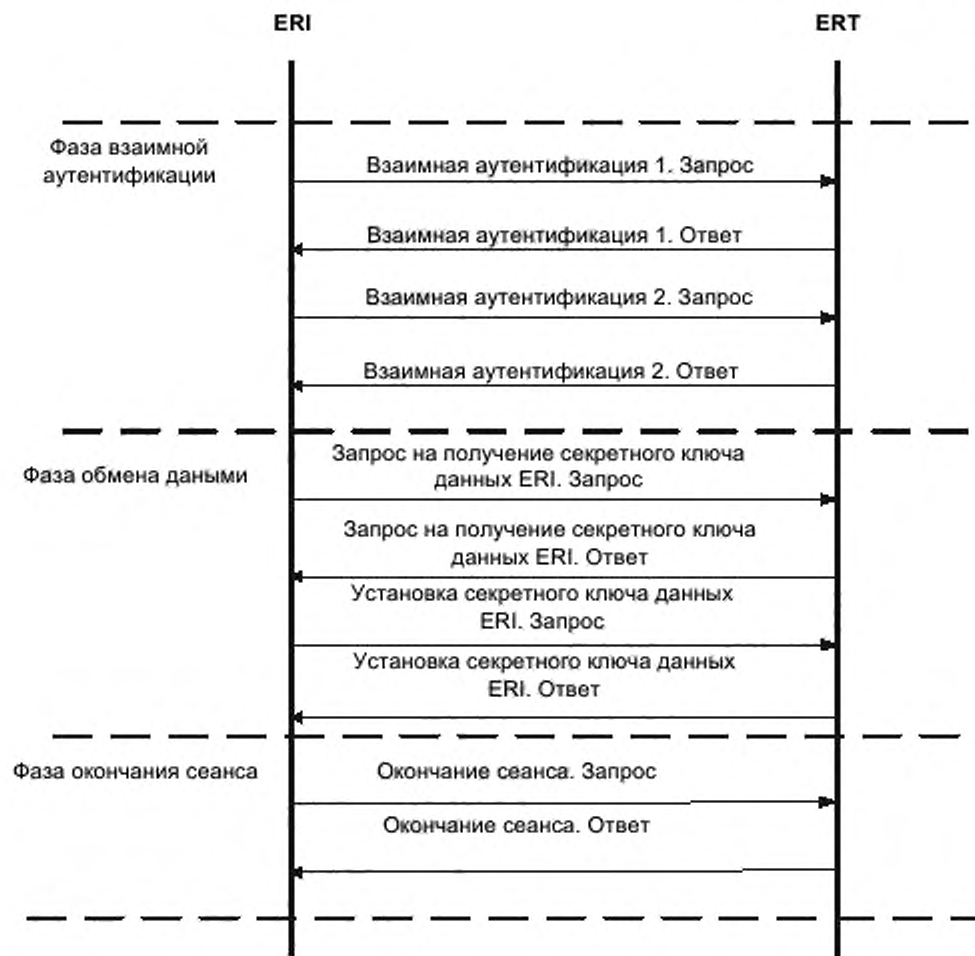 ERI
ERT
Фаза взаимной
аутентификации
Взаимная аутентификация 1. Запрос
Взаимная аутентификация 1. Ответ
Взаимная аутентификация 2. Запрос
Взаимная аутентификация 2. Ответ
Фаза обмена даными
Запрос на получение секретного ключа
данных ERI. Запрос
Запрос на получение секретного ключа
данных ERI. Ответ
Установка секретного ключа данных
ERI. Запрос
Установка секретного ключа данных
ERI. Ответ
Фаза окончания сеанса
Окончание сеанса. Запрос
Окончание сеанса. Ответ